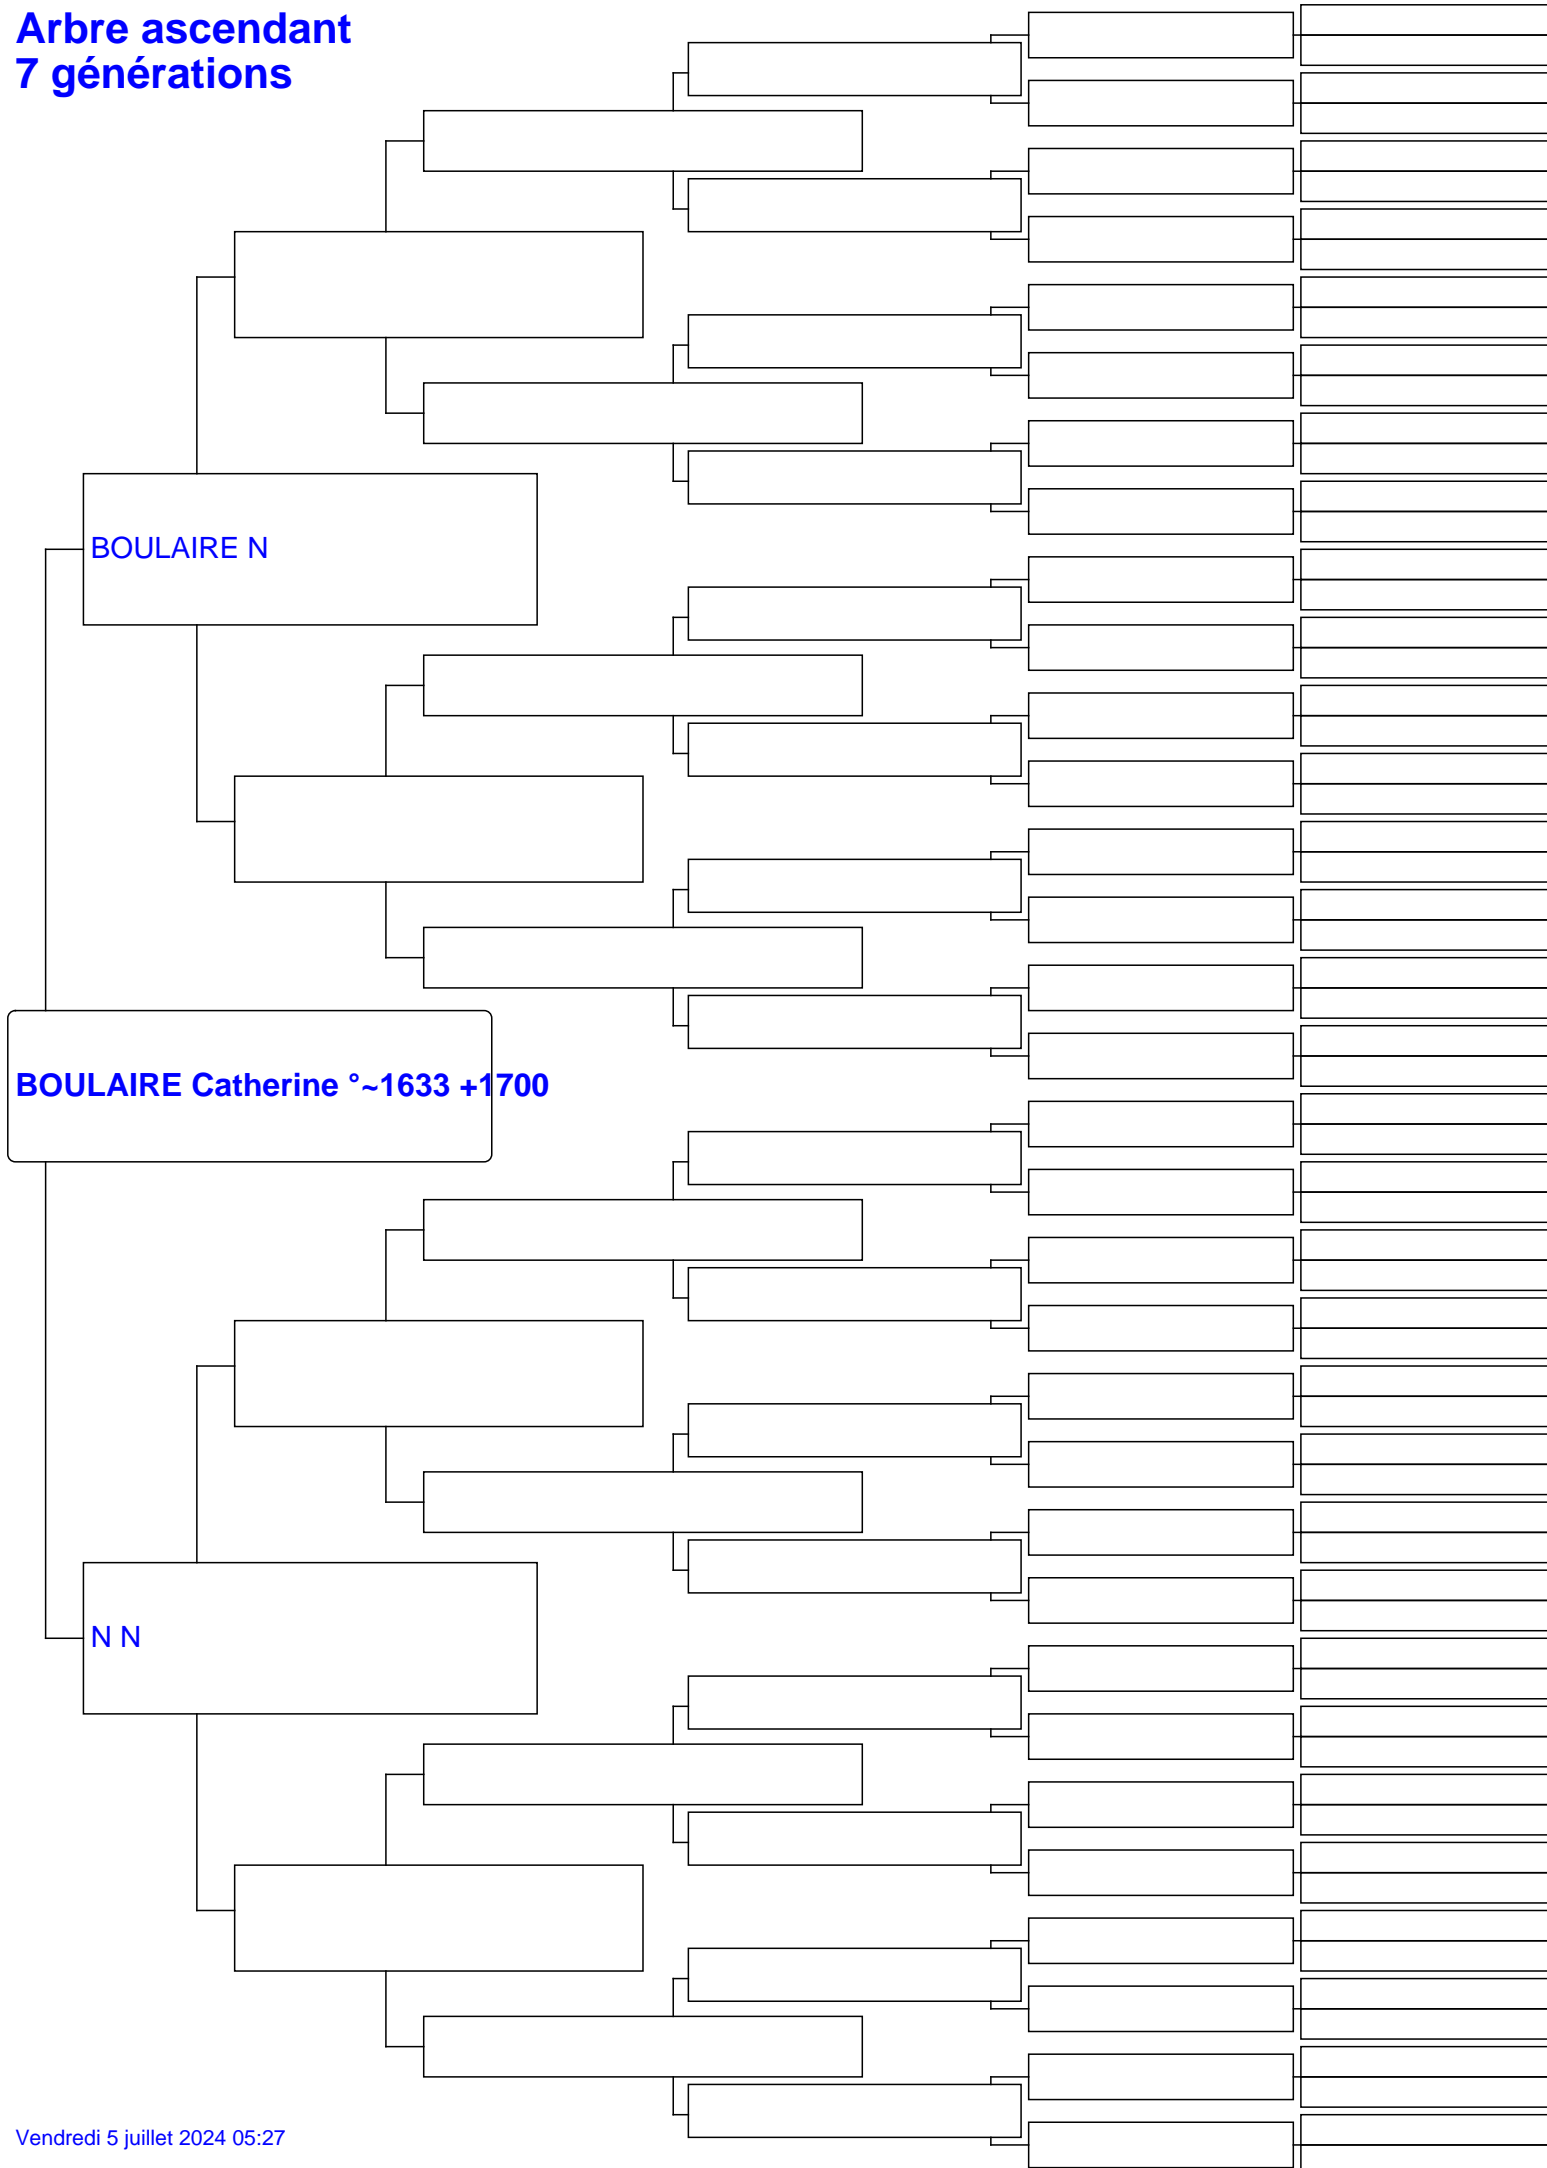 Arbre ascendant
7 générations
BOULAIRE N
BOULAIRE Catherine °~1633 +1700
N N
Vendredi 5 juillet 2024 05:27